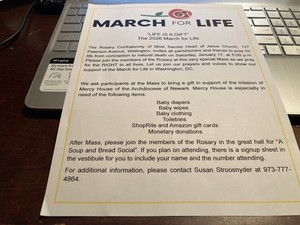 MARCH FOR LIFE
"LIFE IS A GIFT"
The 2026 March for Life
The Rosary Confraternity of Most Sacred Heart of Jesus Church, 127
Paterson Avenue, Wallington, invites all parishioners and friends to pray for
life from conception to natural death on Saturday, January 17, at 5:00 p.m.
Please join the members of the Rosary at this very special Mass as we pray
for the RIGHT to all lives. Let us join our prayers and voices to show our
support of the March for Life in Washington, DC.
We ask participants at the Mass to bring a gift in support of the mission of
Mercy House of the Archdiocese of Newark. Mercy House is especially in
need of the following items:
Baby diapers
Baby wipes
Baby clothing
Toiletries
ShopRite and Amazon gift cards
Monetary donations
After Mass, please join the members of the Rosary in the great hall for "A
Soup and Bread Social". If you plan on attending, there is a signup sheet in
the vestibule for you to include your name and the number attending.
For additional information, please contact Susan Stroosnyder at 973-777-
4864.